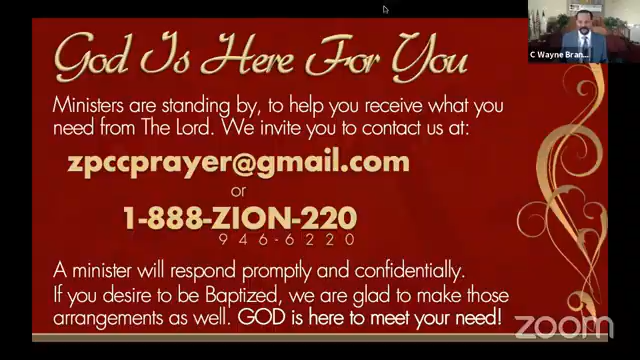 God Is Here For You
C Wayne Bran...
Ministers are standing by, to help you receive what you
need from The Lord. We invite you to contact us at:
zpccprayer@gmail.com
or
1-888-ZION-220
946-6220
A minister will respond promptly and confidentially.
If you desire to be Baptized, we are glad to make those
arrangements as well. GOD is here to meet your need!
zoom